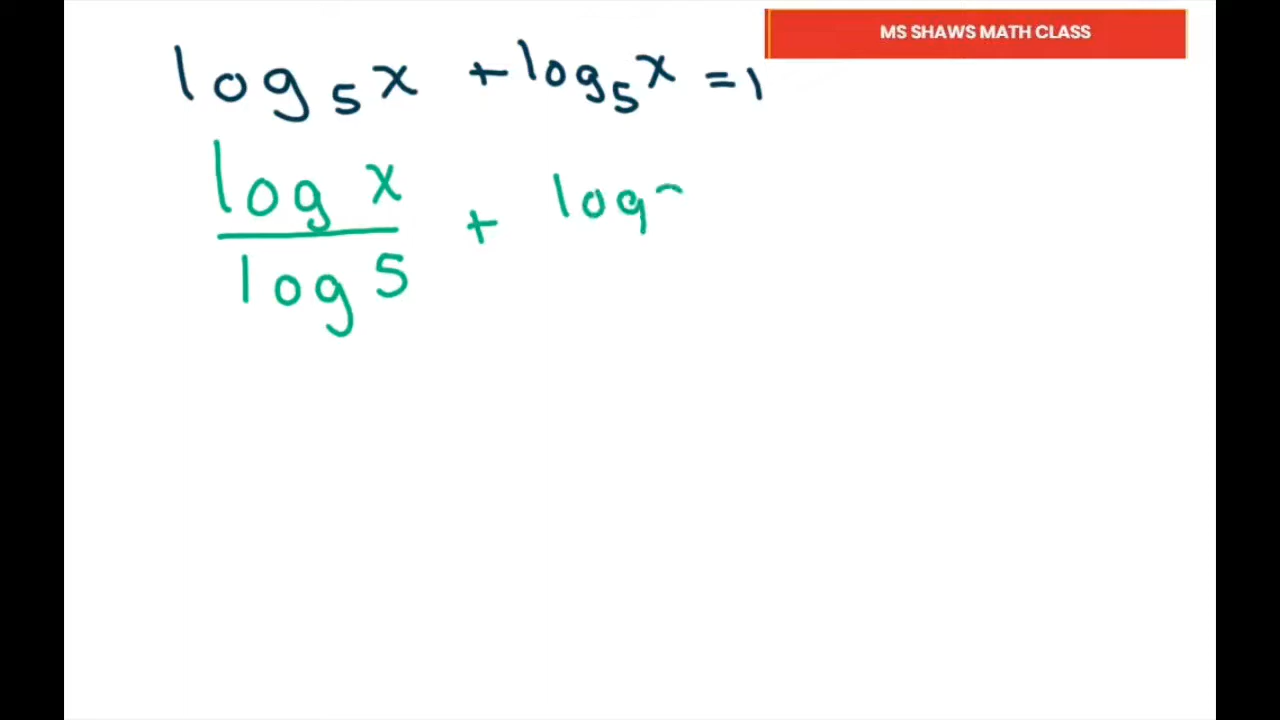 MS SHAWS MATH CLASS
log₅x + log₅x = 1
log x + log
log 5